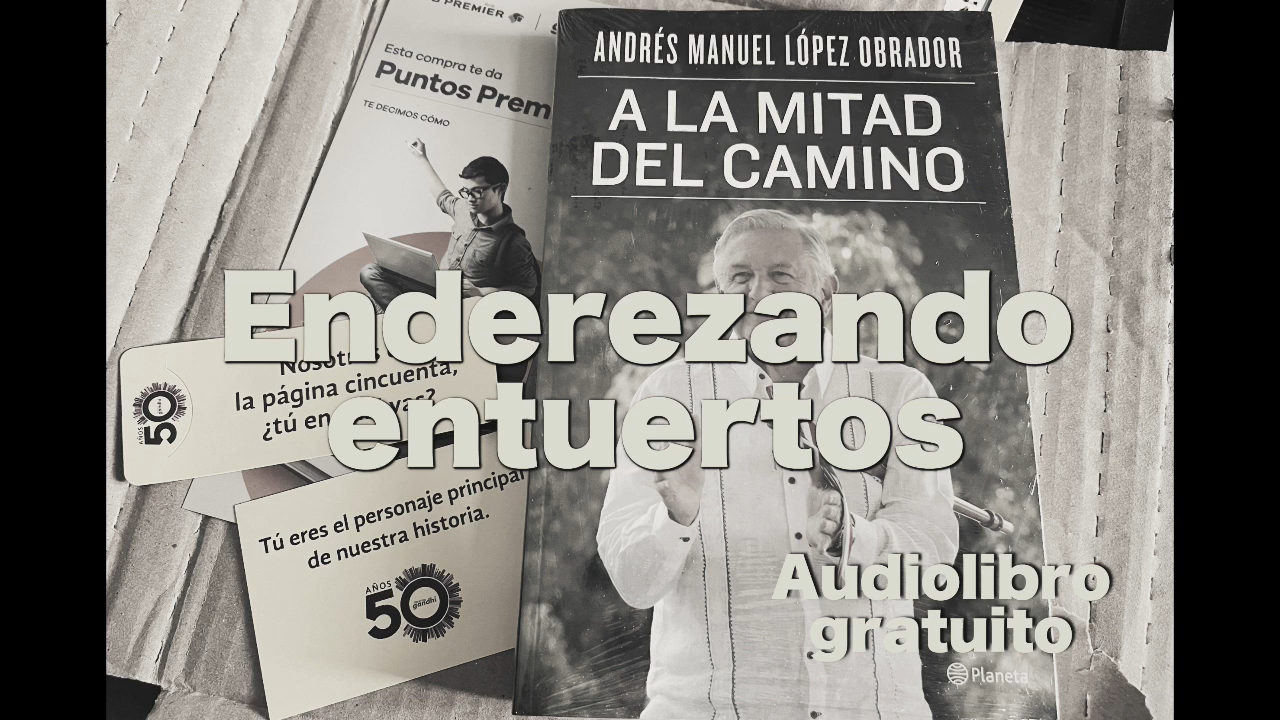 PREMIER
Esta compra te da
Puntos Prem
TE DECIMOS CÓMO
ANDRÉS MANUEL LÓPEZ OBRADOR
A LA MITAD
DEL CAMINO
Enderezando
entuertos
la página cincuenta,
¿tú en
AÑOS
50
Tú eres el personaje principal
de nuestra historia.
AÑOS
50
gandhi
Audiolibro
gratuito
Planeta